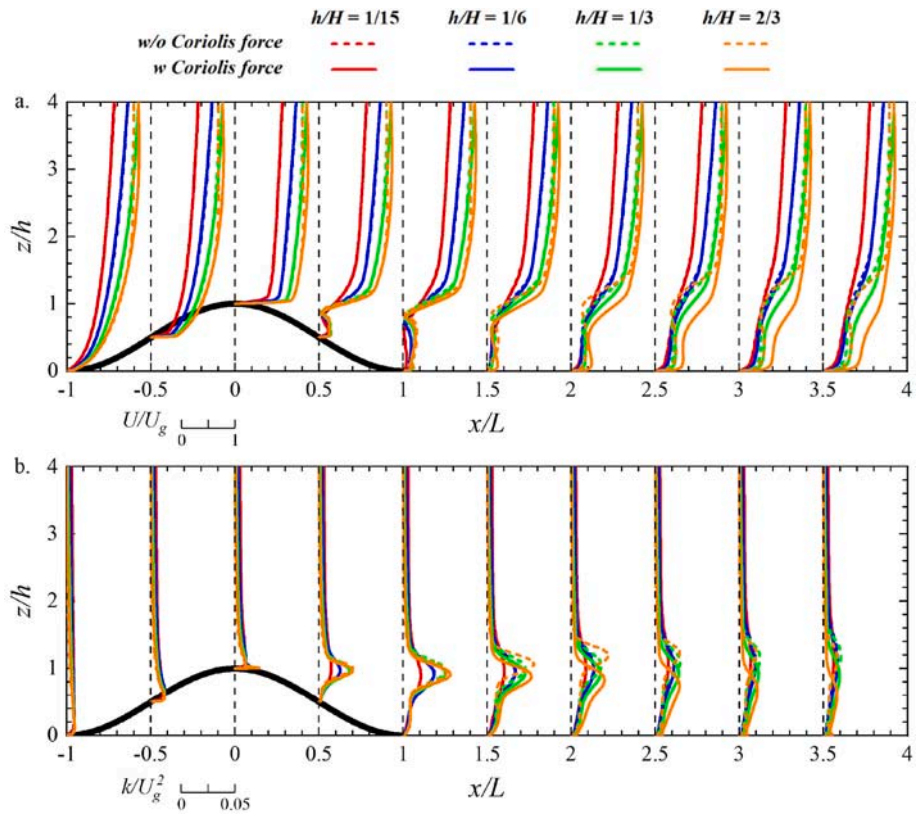 h/H = 1/15 h/H = 1/6 h/H = 1/3 h/H = 2/3
w/o Coriolis force
w Coriolis force
a.
4
3
2
1
0
z/h
-1 -0.5 0 0.5 1 1.5 2 2.5 3 3.5 4
U/U_g
0 1
x/L
b.
4
3
2
1
0
z/h
-1 -0.5 0 0.5 1 1.5 2 2.5 3 3.5 4
k/U_g^2
0 0.05
x/L